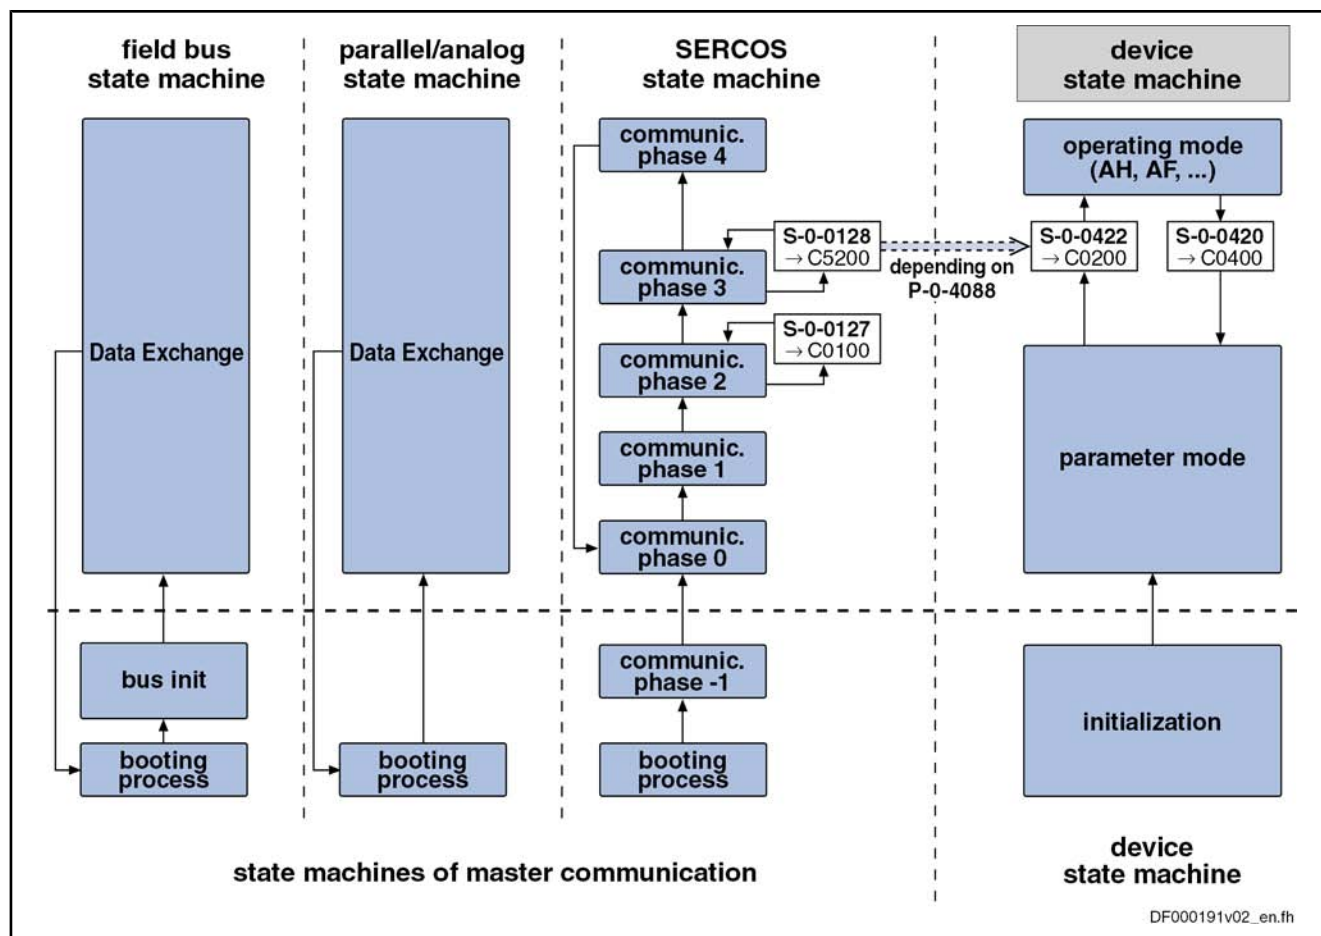 field bus
state machine
parallel/analog
state machine
SERCOS
state machine
device
state machine
Data Exchange
bus init
booting
process
Data Exchange
booting
process
communic.
phase 4
communic.
phase 3
communic.
phase 2
communic.
phase 1
communic.
phase 0
communic.
phase -1
booting
process
S-0-0128
→ C5200
S-0-0127
→ C0100
depending on
P-0-4088
operating mode
(AH, AF, ...)
S-0-0422
→ C0200
S-0-0420
→ C0400
parameter mode
initialization
state machines of master communication
device
state machine
DF000191v02_en.fh